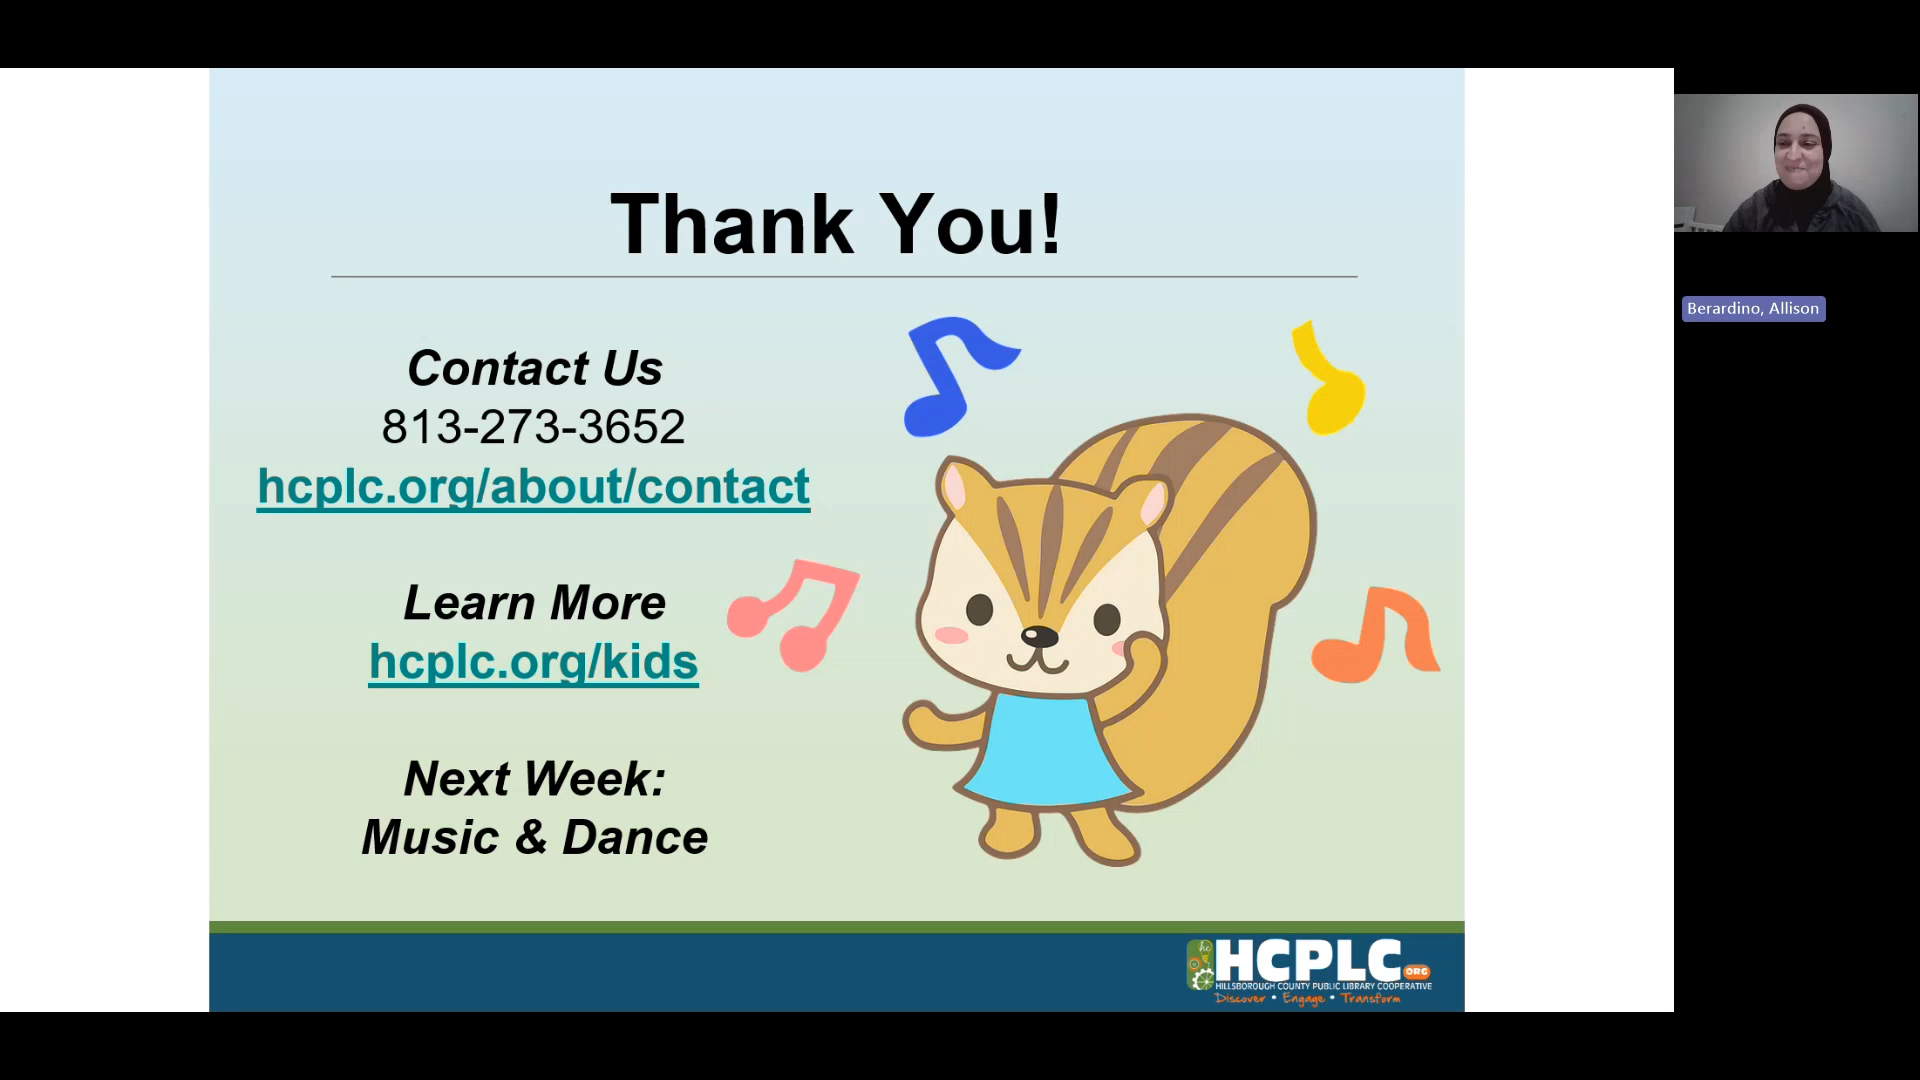 Thank You!
Contact Us
813-273-3652
hcplc.org/about/contact
Learn More
hcplc.org/kids
Next Week:
Music & Dance
Berardino, Allison
hc
HCPLC ORG
HILLSBOROUGH COUNTY PUBLIC LIBRARY COOPERATIVE
Discover • Engage • Transform